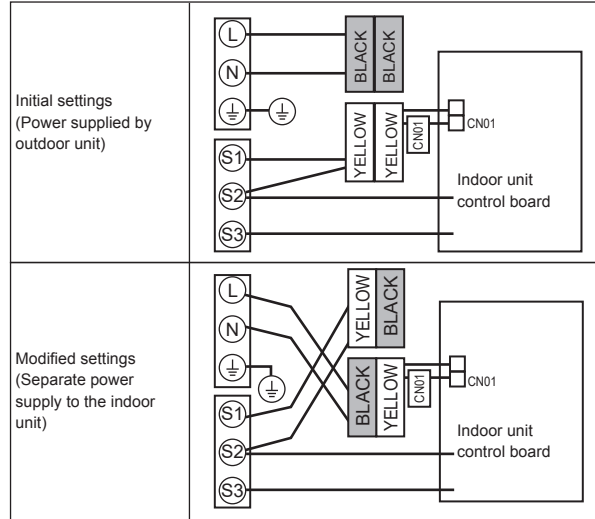 Initial settings
(Power supplied by
outdoor unit)
L
N
S1
S2
S3
BLACK
BLACK
YELLOW
YELLOW
CN01
CN01
Indoor unit
control board
Modified settings
(Separate power
supply to the indoor
unit)
L
N
S1
S2
S3
YELLOW
BLACK
BLACK
YELLOW
CN01
CN01
Indoor unit
control board